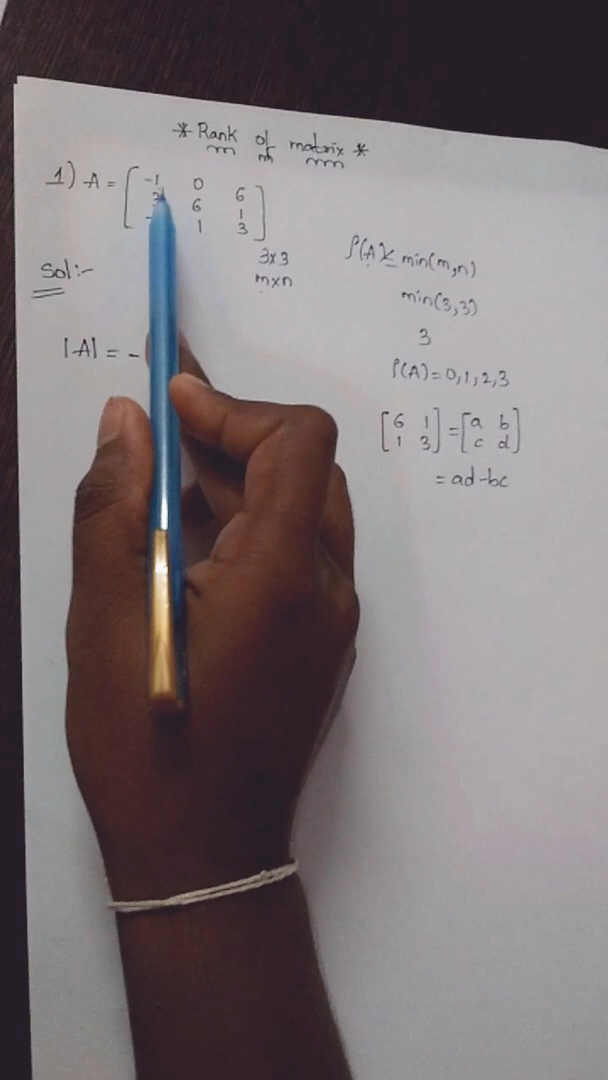 * Rank of matrix *
1) A = [ -1 0 6
3 6 1
- 1 3 ]
3x3
mxn
Sol:-
|A| = -
ρ(A) ≤ min(m,n)
min(3,3)
3
ρ(A) = 0,1,2,3
[ 6 1 = [ a b
1 3 ] c d ]
= ad-bc